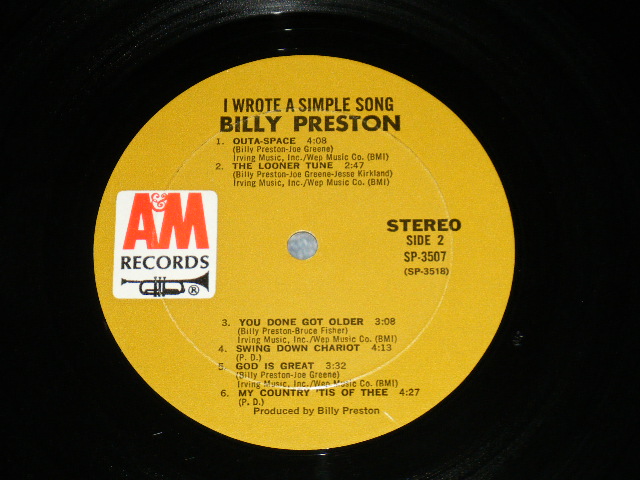 I WROTE A SIMPLE SONG
BILLY PRESTON
1. OUTA-SPACE 4:08
(Billy Preston-Joe Greene)
Irving Music, Inc./Wep Music Co. (BMI)
2. THE LOONER TUNE 2:47
(Billy Preston-Joe Greene-Jesse Kirkland)
Irving Music, Inc./Wep Music Co. (BMI)
A&M
RECORDS
®
STEREO
SIDE 2
SP-3507
(SP-3518)
3. YOU DONE GOT OLDER 3:08
(Billy Preston-Bruce Fisher)
Irving Music, Inc./Wep Music Co. (BMI)
4. SWING DOWN CHARIOT 4:13
(P. D.)
5. GOD IS GREAT 3:32
(Billy Preston-Joe Greene)
Irving Music, Inc./Wep Music Co. (BMI)
6. MY COUNTRY 'TIS OF THEE 4:27
(P. D.)
Produced by Billy Preston